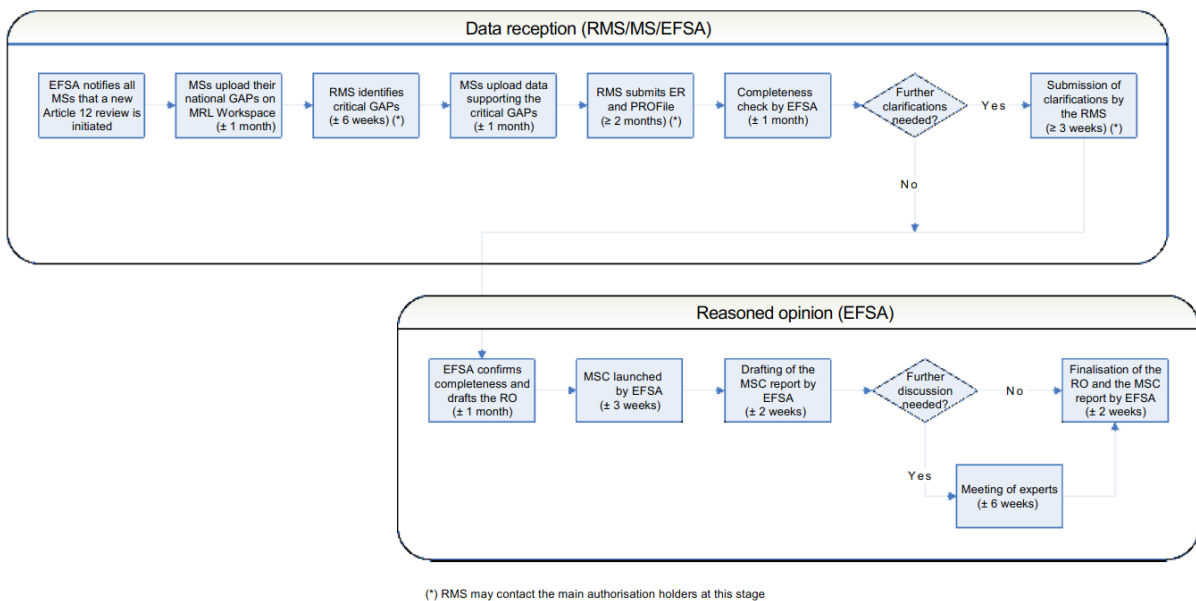 Data reception (RMS/MS/EFSA)
EFSA notifies all
MSs that a new
Article 12 review is
initiated
MSs upload their
national GAPs on
MRL Workspace
(± 1 month)
RMS identifies
critical GAPs
(± 6 weeks) (*)
MSs upload data
supporting the
critical GAPs
(± 1 month)
RMS submits ER
and PROFile
(≥ 2 months) (*)
Completeness
check by EFSA
(± 1 month)
Further
clarifications
needed?
Yes
Submission of
clarifications by
the RMS
(≥ 3 weeks) (*)
No
Reasoned opinion (EFSA)
EFSA confirms
completeness and
drafts the RO
(± 1 month)
MSC launched
by EFSA
(± 3 weeks)
Drafting of the
MSC report by
EFSA
(± 2 weeks)
Further
discussion
needed?
No
Finalisation of the
RO and the MSC
report by EFSA
(± 2 weeks)
Yes
Meeting of experts
(± 6 weeks)
(*) RMS may contact the main authorisation holders at this stage